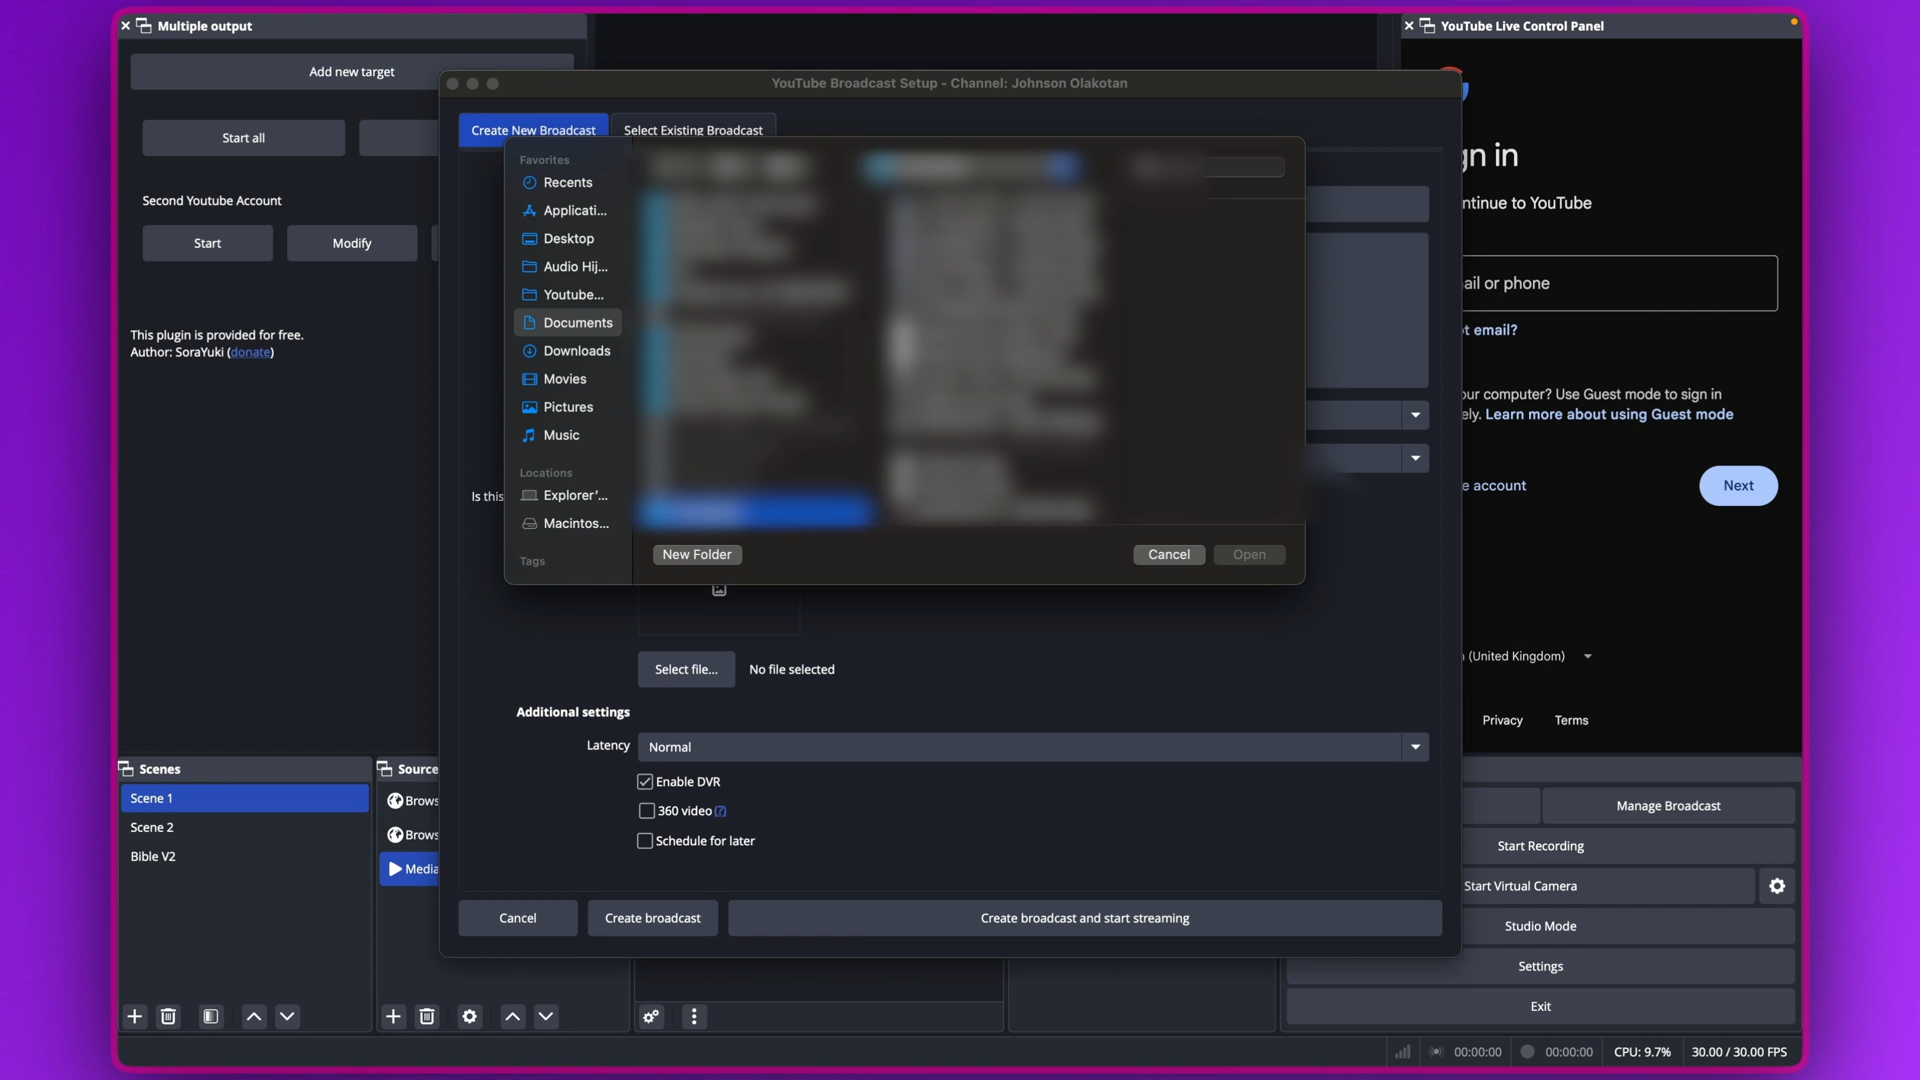 Multiple output
YouTube Live Control Panel
Add new target
YouTube Broadcast Setup - Channel: Johnson Olakotan
Create New Broadcast
Select Existing Broadcast
Start all
Favorites
Recents
Applicati...
Desktop
Audio Hij...
Youtube...
Documents
Downloads
Movies
Pictures
Music
Locations
Explorer'...
Macintos...
Tags
New Folder
Cancel
Open
Second Youtube Account
Start
Modify
This plugin is provided for free.
Author: SoraYuki (donate)
Is this
gn in
ntinue to YouTube
ail or phone
t email?
ur computer? Use Guest mode to sign in
ely. Learn more about using Guest mode
e account
Next
(United Kingdom)
Privacy
Terms
Select file...
No file selected
Additional settings
Latency
Normal
Enable DVR
360 video (?)
Schedule for later
Cancel
Create broadcast
Create broadcast and start streaming
Scenes
Scene 1
Scene 2
Bible V2
Source
Brows
Brows
Media
Manage Broadcast
Start Recording
Start Virtual Camera
Studio Mode
Settings
Exit
00:00:00
00:00:00
CPU: 9.7%
30.00 / 30.00 FPS